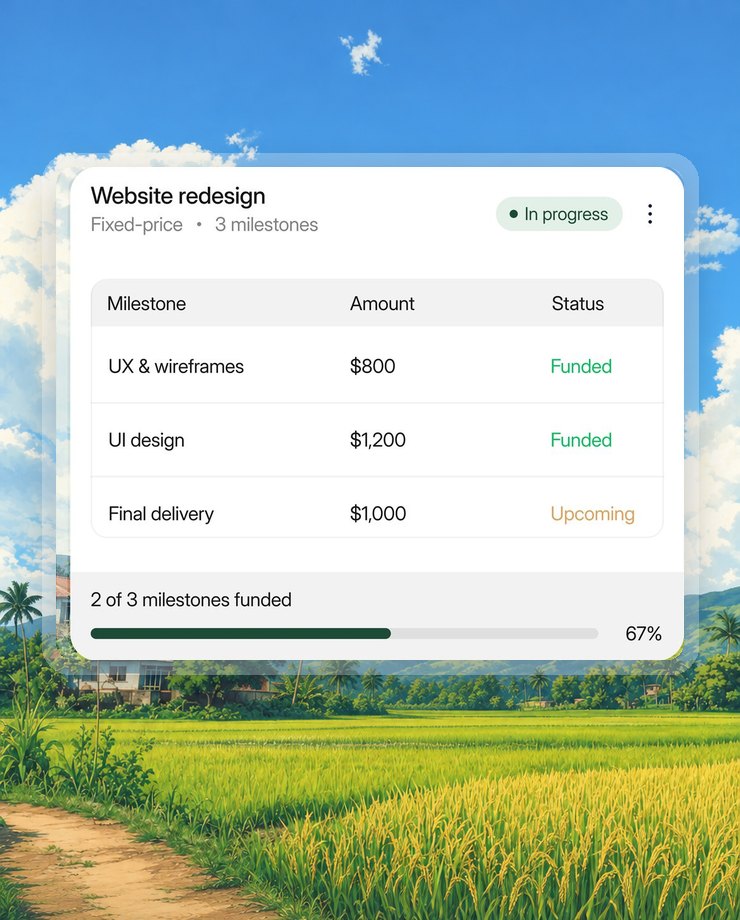 Website redesign
Fixed-price • 3 milestones
In progress
Milestone Amount Status
UX & wireframes $800 Funded
UI design $1,200 Funded
Final delivery $1,000 Upcoming
2 of 3 milestones funded
67%